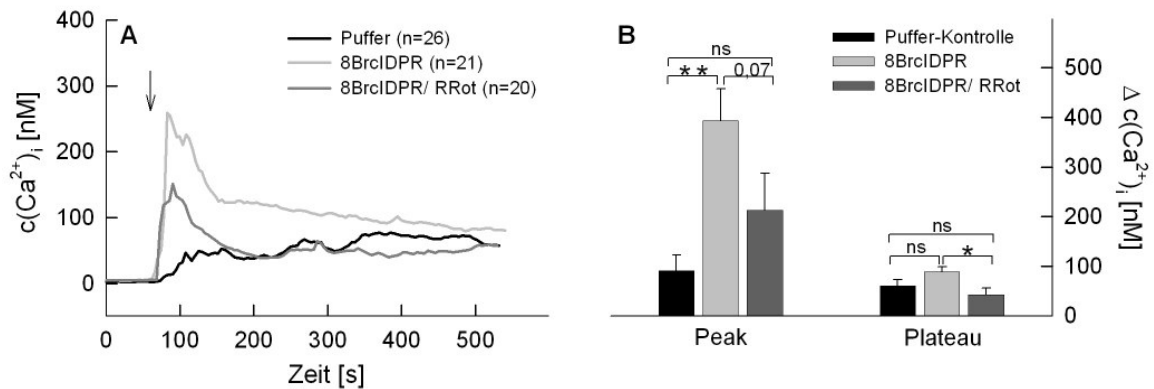 A
400
300
200
100
0
c(Ca²⁺)ᵢ [nM]
Puffer (n=26)
8BrcIDPR (n=21)
8BrcIDPR/ RRot (n=20)
0 100 200 300 400 500
Zeit [s]
B
Puffer-Kontrolle
8BrcIDPR
8BrcIDPR/ RRot
ns
** 0,07
ns
ns *
Peak Plateau
500
400
300
200
100
0
Δ c(Ca²⁺)ᵢ [nM]